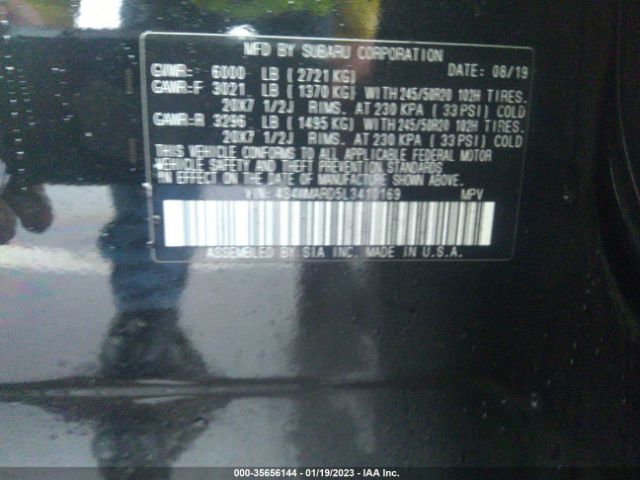 MFD BY SUBARU CORPORATION
GVWR: 6000 LB (2721 KG) DATE: 08/19
GAWR-F 3021 LB (1370 KG) WITH 245/50R20 102H TIRES.
20X7 1/2J RIMS. AT 230 KPA (33 PSI) COLD
GAWR-R 3296 LB (1495 KG) WITH 245/50R20 102H TIRES.
20X7 1/2J RIMS. AT 230 KPA (33 PSI) COLD
THIS VEHICLE CONFORMS TO ALL APPLICABLE FEDERAL MOTOR
VEHICLE SAFETY AND THEFT PREVENTION STANDARDS
IN EFFECT ON THE DATE OF MANUFACTURE SHOWN ABOVE.
VIN: 4S4WMARD5L3410169 MPV
ASSEMBLED BY SIA INC. MADE IN U.S.A.
000-35656144 - 01/19/2023 - IAA Inc.